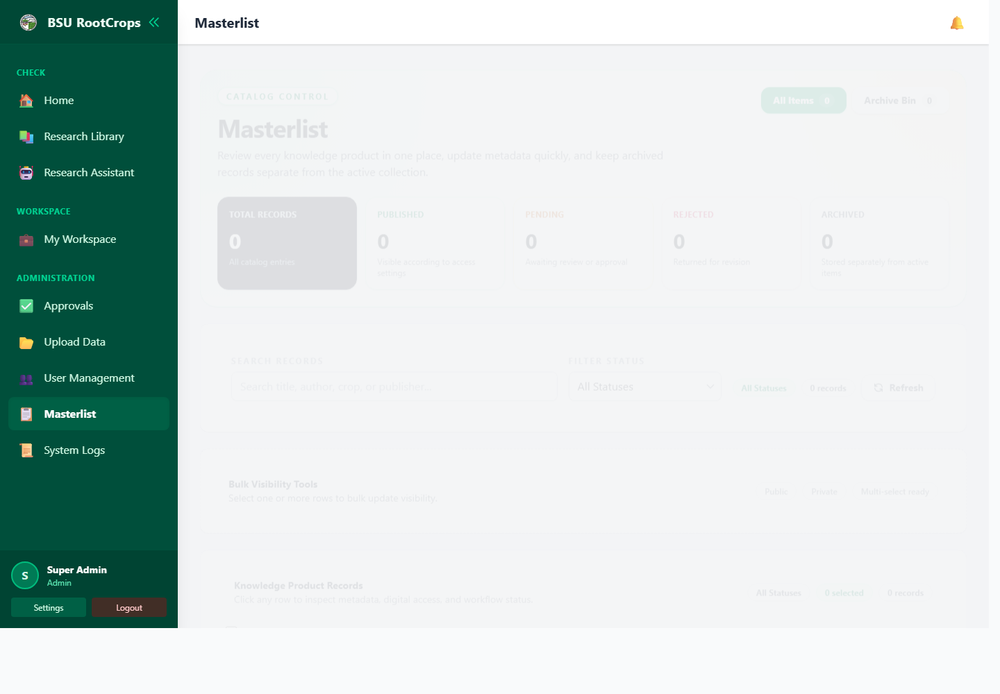 BSU RootCrops
CHECK
Home
Research Library
Research Assistant
WORKSPACE
My Workspace
ADMINISTRATION
Approvals
Upload Data
User Management
Masterlist
System Logs
S
Super Admin
Admin
Settings
Logout
Masterlist
CATALOG CONTROL
All Items 0
Archive Bin 0
Masterlist
Review every knowledge product in one place, update metadata quickly, and keep archived
records separate from the active collection.
TOTAL RECORDS
0
All catalog entries
PUBLISHED
0
Visible according to access
settings
PENDING
0
Awaiting review or approval
REJECTED
0
Returned for revision
ARCHIVED
0
Stored separately from active
items
SEARCH RECORDS
Search title, author, crop, or publisher...
FILTER STATUS
All Statuses
All Statuses
0 records
Refresh
Bulk Visibility Tools
Select one or more rows to bulk update visibility.
Public
Private
Multi-select ready
Knowledge Product Records
Click any row to inspect metadata, digital access, and workflow status.
All Statuses
0 selected
0 records